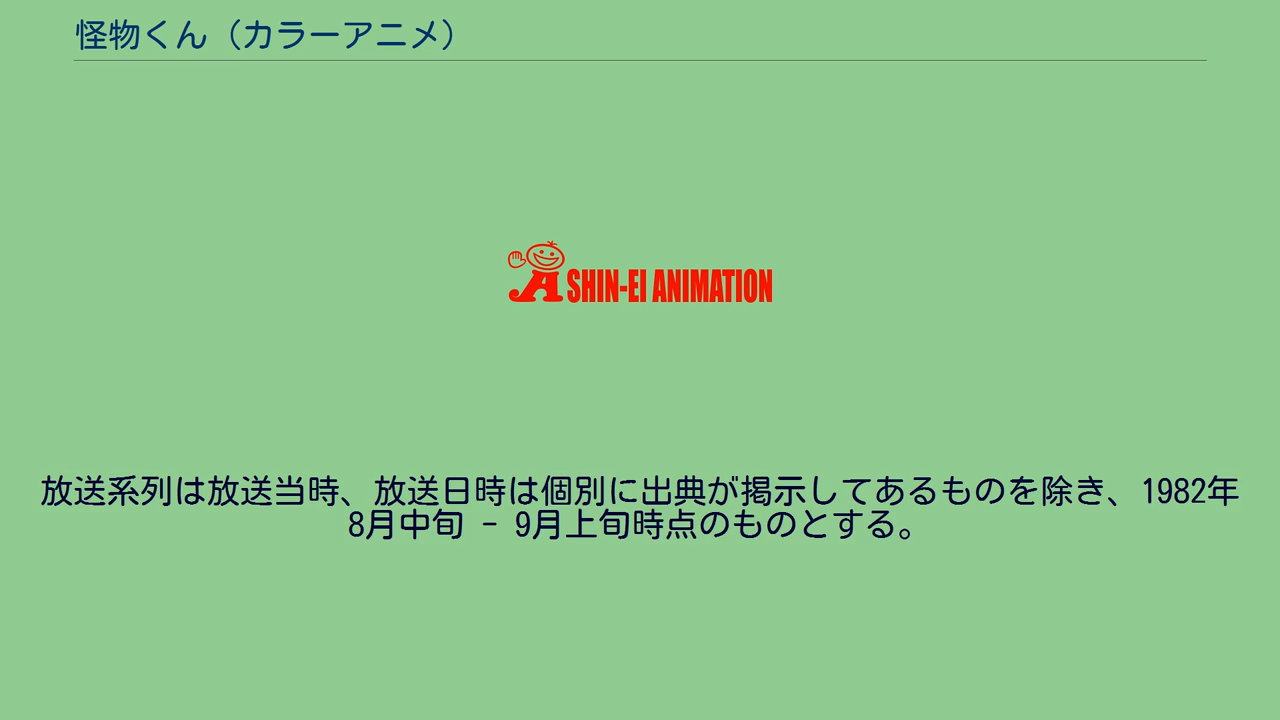 怪物くん（カラーアニメ）
SHIN-EI ANIMATION
放送系列は放送当時、放送日時は個別に出典が掲示してあるものを除き、1982年
8月中旬 - 9月上旬時点のものとする。